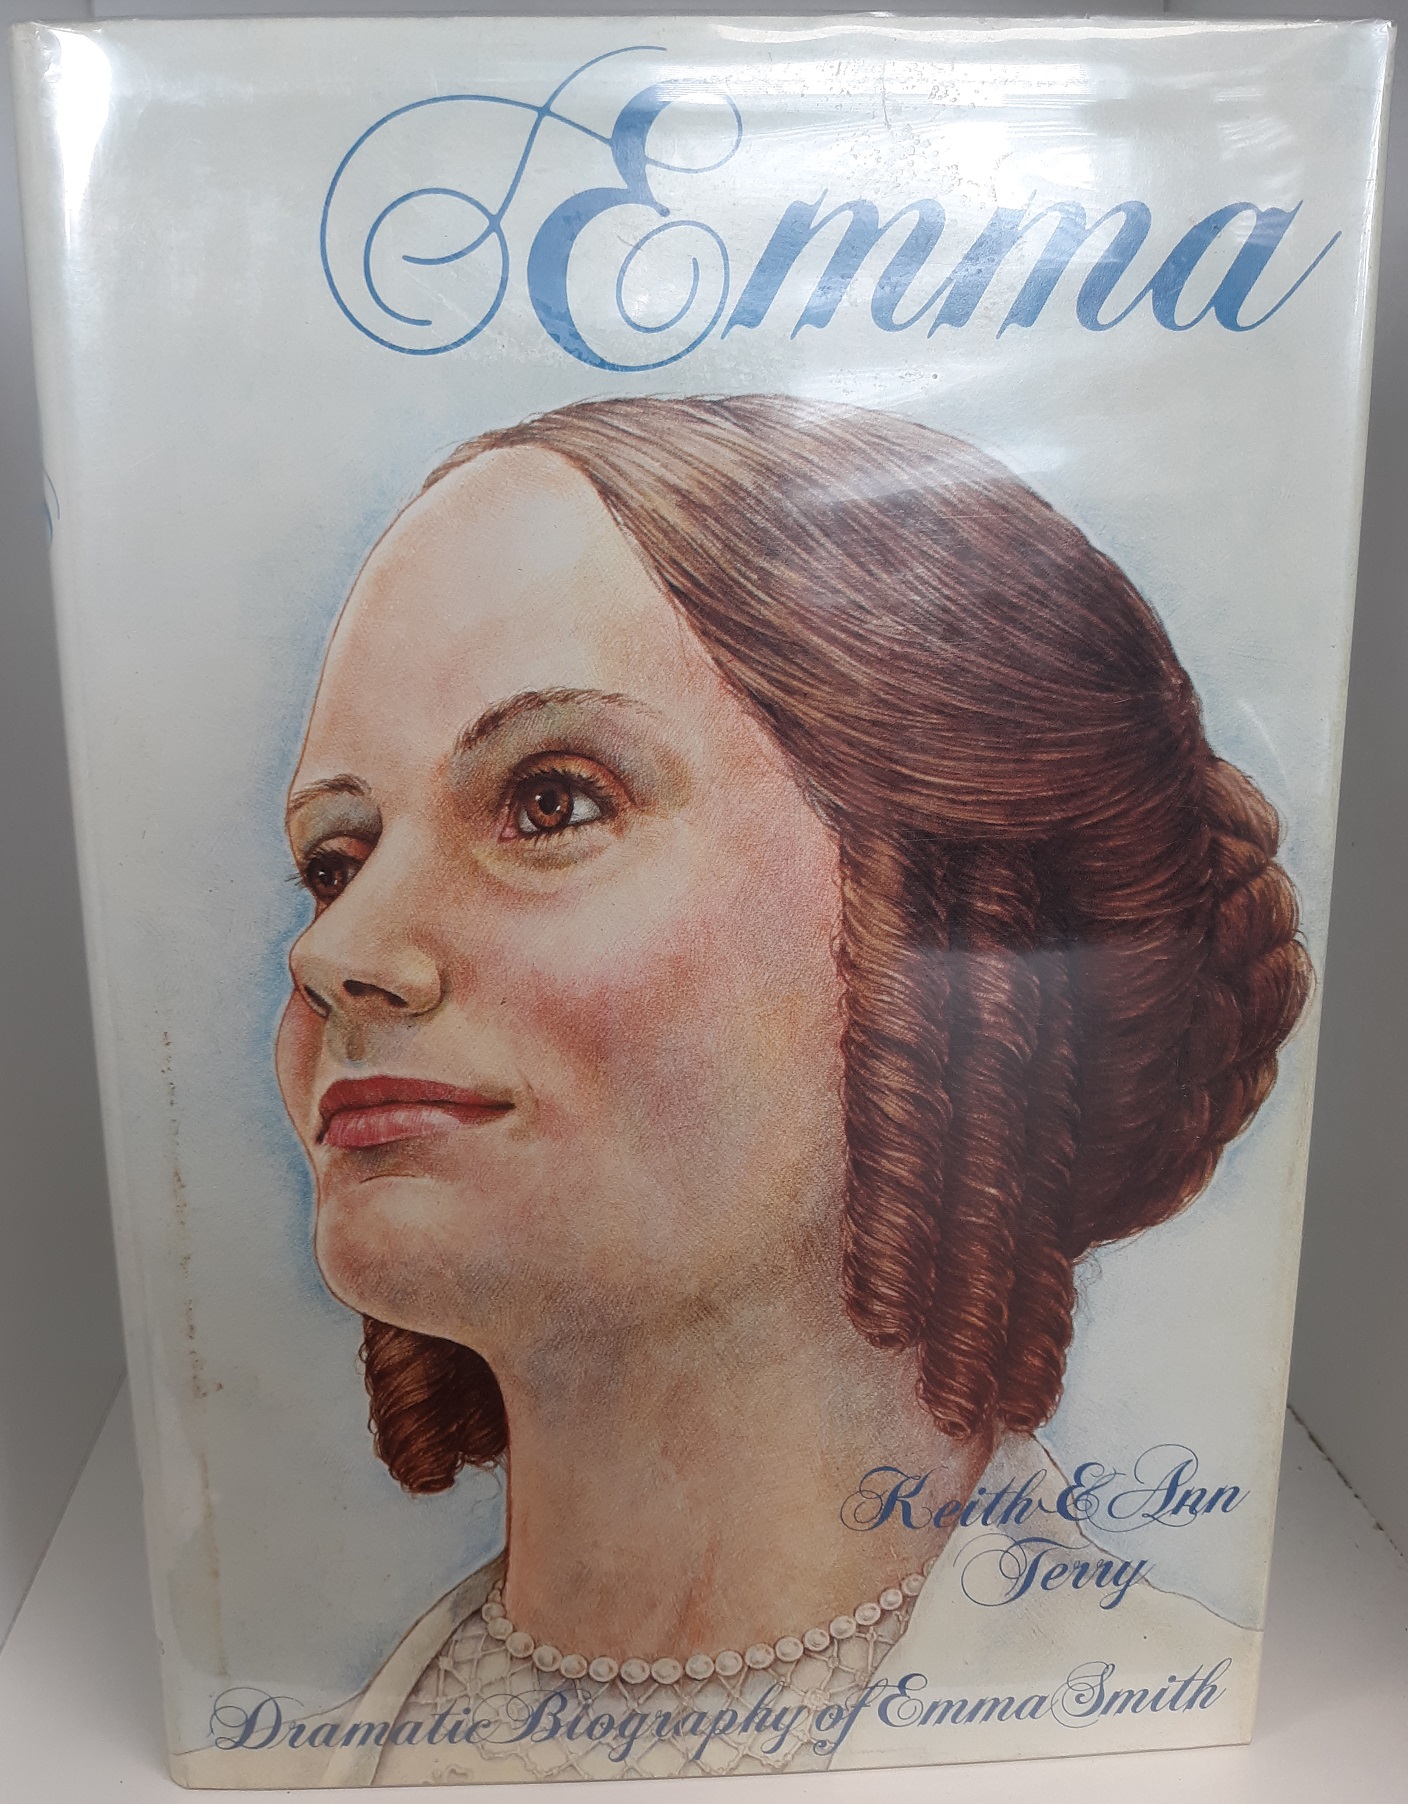 Emma
Keith & Ann
Terry
Dramatic Biography of Emma Smith